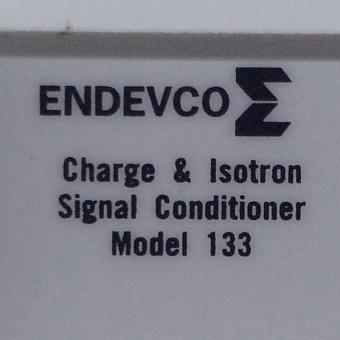 ENDEVCO
Charge & Isotron
Signal Conditioner
Model 133